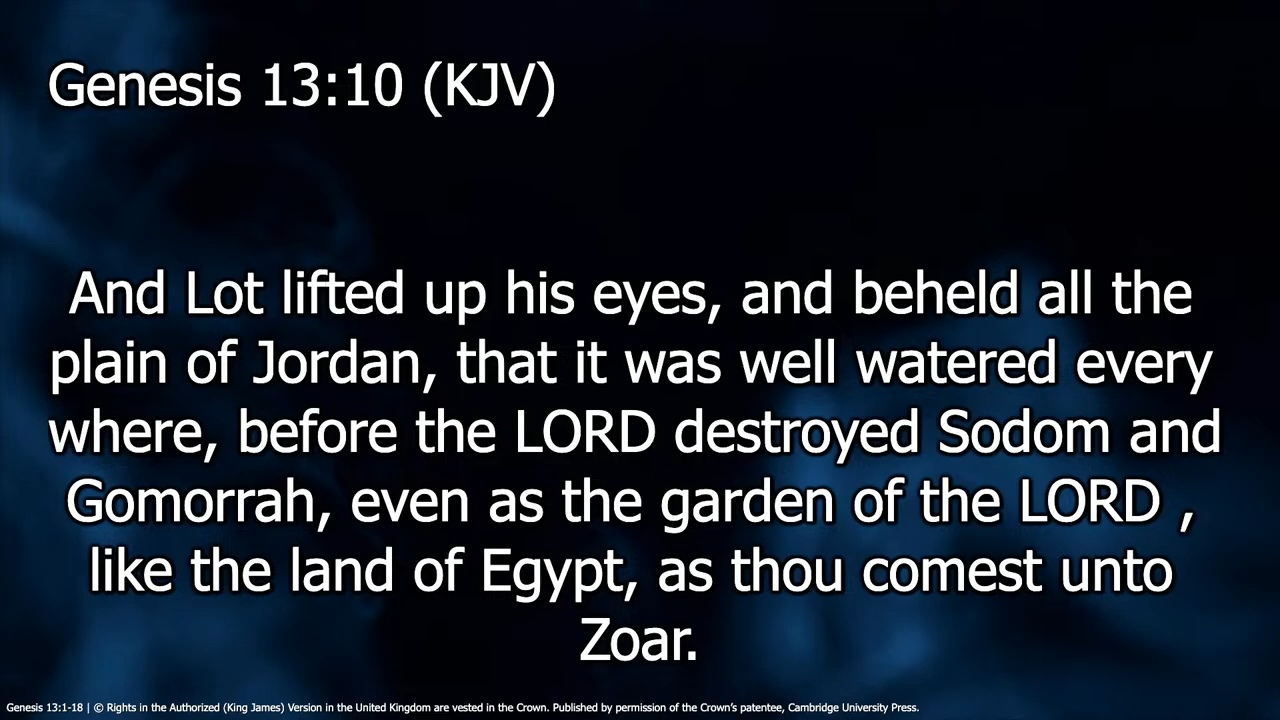 Genesis 13:10 (KJV)
And Lot lifted up his eyes, and beheld all the
plain of Jordan, that it was well watered every
where, before the LORD destroyed Sodom and
Gomorrah, even as the garden of the LORD ,
like the land of Egypt, as thou comest unto
Zoar.
Genesis 13:1-18 | © Rights in the Authorized (King James) Version in the United Kingdom are vested in the Crown. Published by permission of the Crown's patentee, Cambridge University Press.